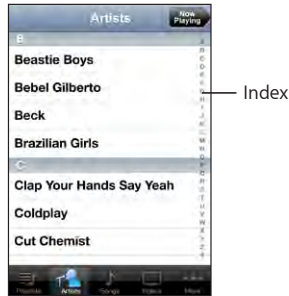 Artists
Now Playing
B
Beastie Boys
Bebel Gilberto
Index
Beck
Brazilian Girls
C
Clap Your Hands Say Yeah
Coldplay
Cut Chemist
Playlists Artists Songs Videos More